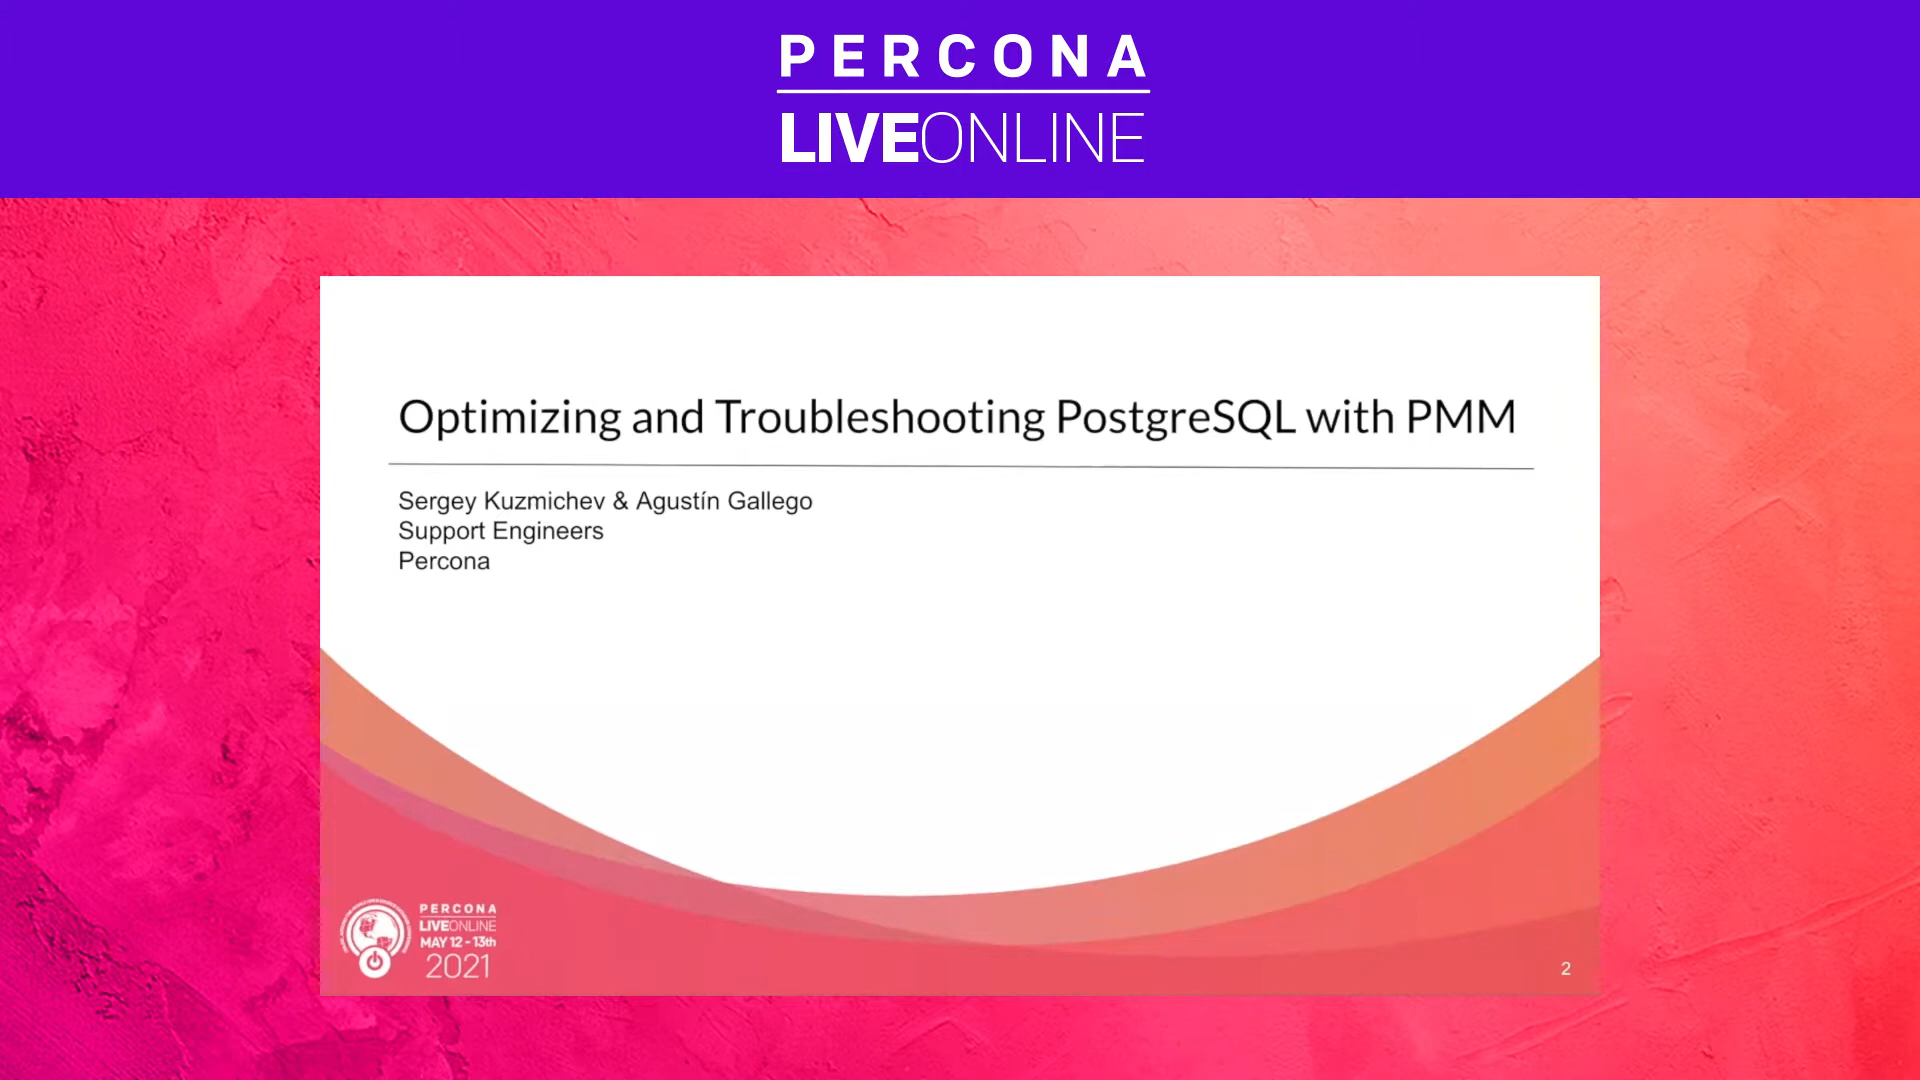 PERCONA
LIVEONLINE
Optimizing and Troubleshooting PostgreSQL with PMM
Sergey Kuzmichev & Agustín Gallego
Support Engineers
Percona
PERCONA
LIVEONLINE
MAY 12 - 13th
2021
2